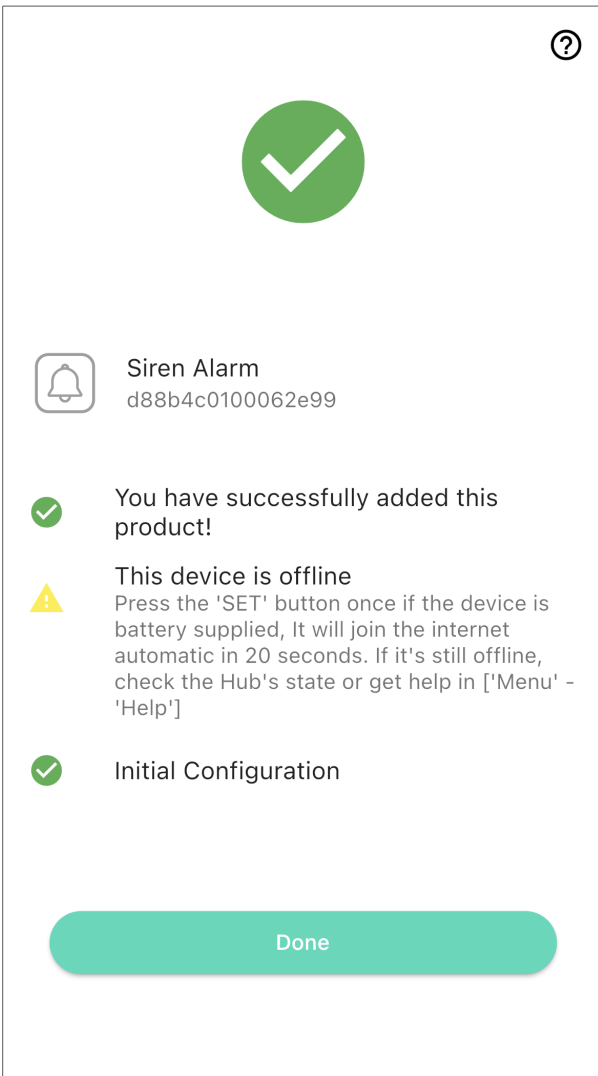 Siren Alarm
d88b4c0100062e99
You have successfully added this
product!
This device is offline
Press the 'SET' button once if the device is
battery supplied, It will join the internet
automatic in 20 seconds. If it's still offline,
check the Hub's state or get help in ['Menu' -
'Help']
Initial Configuration
Done